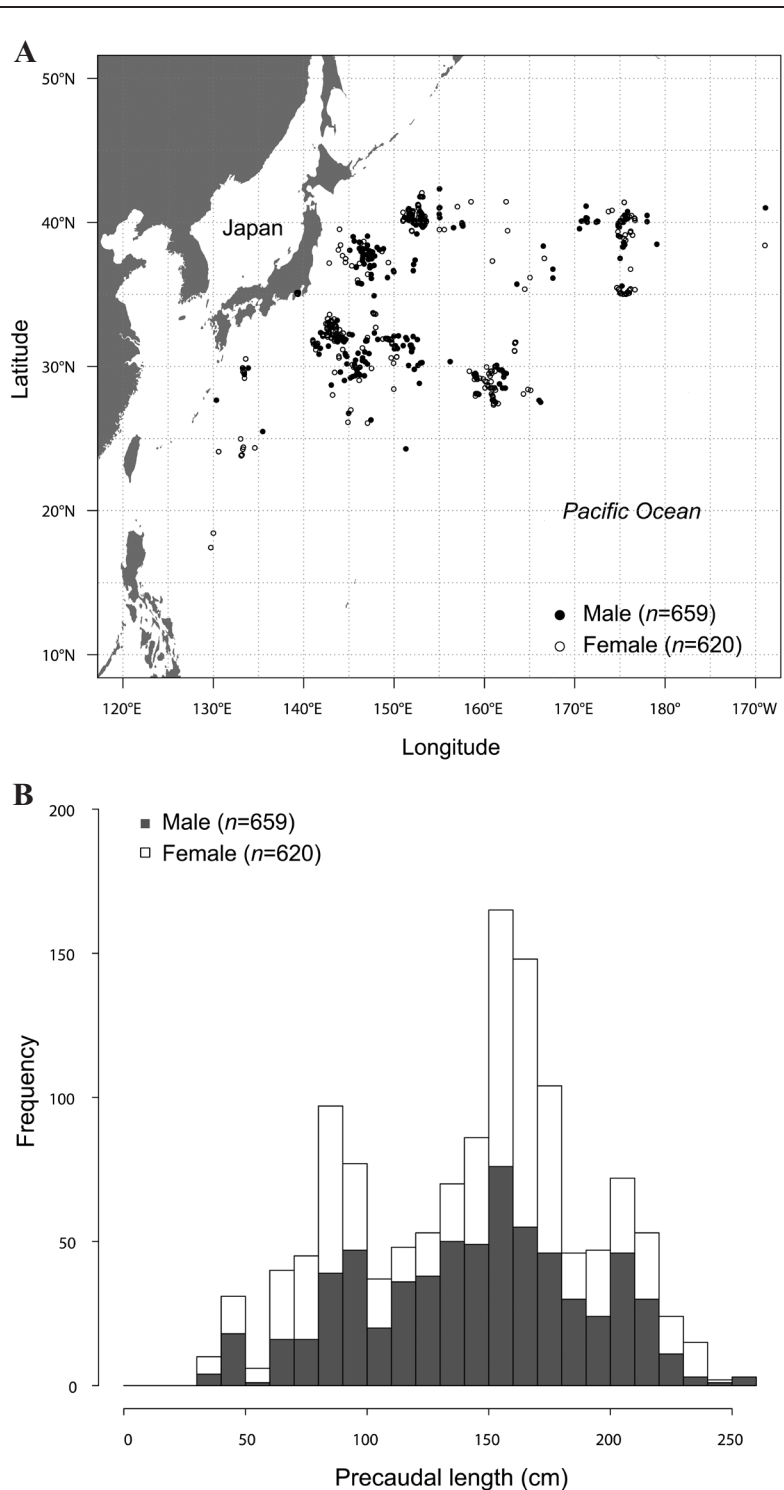 A
50°N
40°N
30°N
20°N
10°N
Latitude
Japan
Pacific Ocean
Male (n=659)
Female (n=620)
120°E 130°E 140°E 150°E 160°E 170°E 180° 170°W
Longitude
B
200
150
100
50
0
Frequency
Male (n=659)
Female (n=620)
0 50 100 150 200 250
Precaudal length (cm)